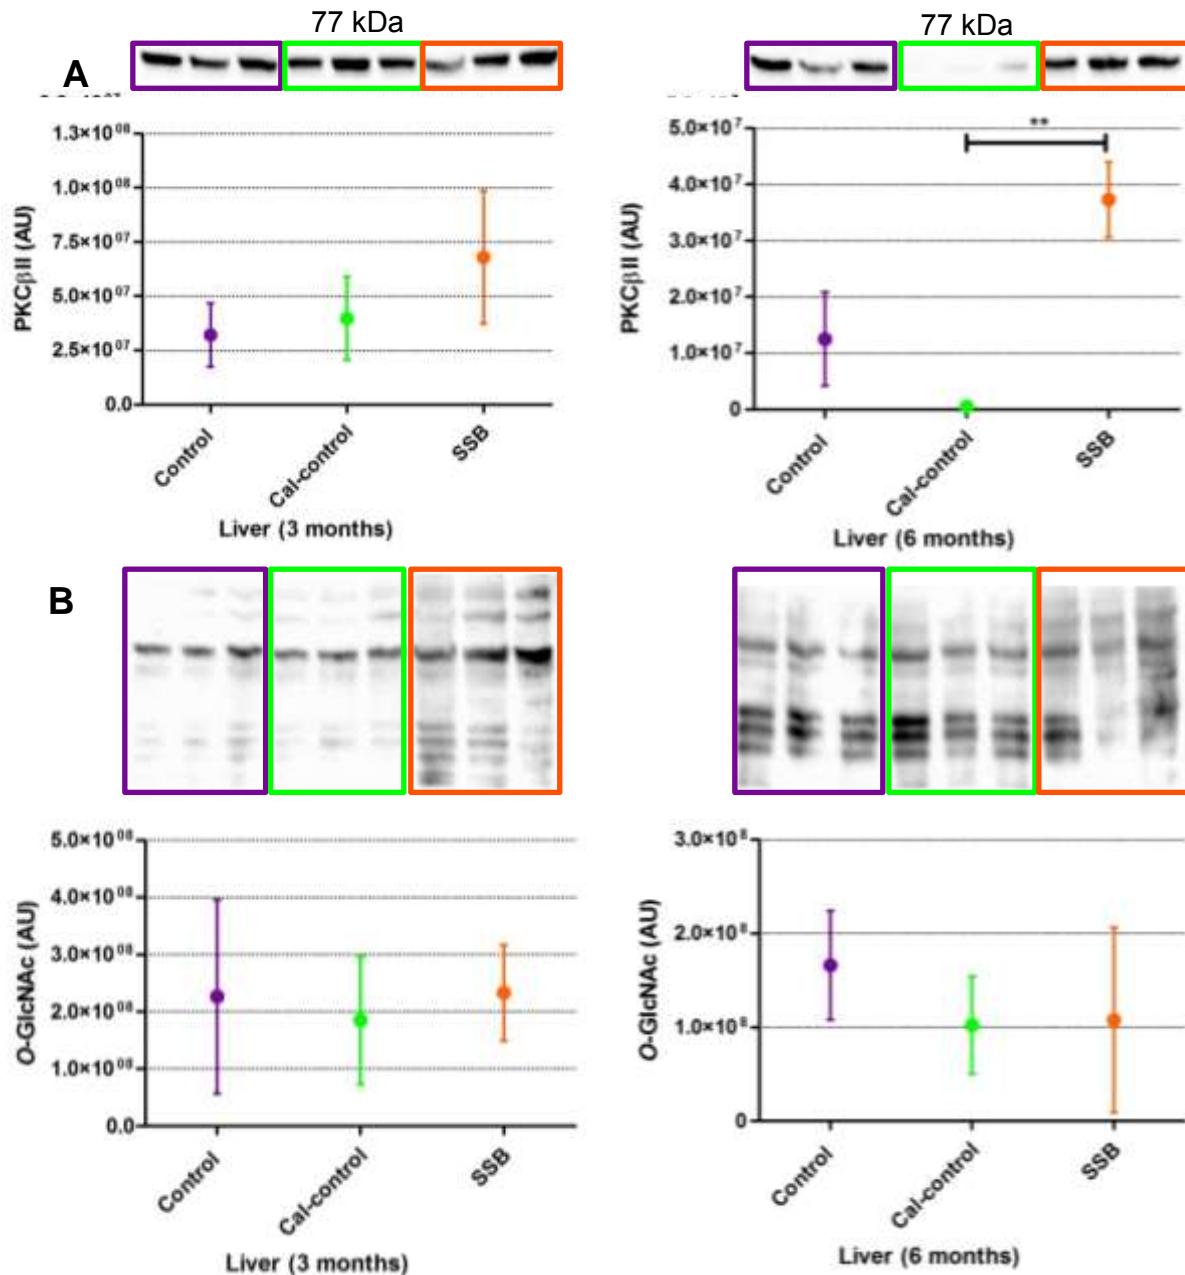 77 kDa
77 kDa
A
PKCβII (AU)
1.3×10⁰⁸
1.0×10⁰⁸
7.5×10⁰⁷
5.0×10⁰⁷
2.5×10⁰⁷
0.0
Control
Cal-control
SSB
Liver (3 months)
PKCβII (AU)
5.0×10⁷
4.0×10⁷
3.0×10⁷
2.0×10⁷
1.0×10⁷
0
**
Control
Cal-control
SSB
Liver (6 months)
B
O-GlcNAc (AU)
5.0×10⁰⁸
4.0×10⁰⁸
3.0×10⁰⁸
2.0×10⁰⁸
1.0×10⁰⁸
0.0
Control
Cal-control
SSB
Liver (3 months)
O-GlcNAc (AU)
3.0×10⁸
2.0×10⁸
1.0×10⁸
0
Control
Cal-control
SSB
Liver (6 months)